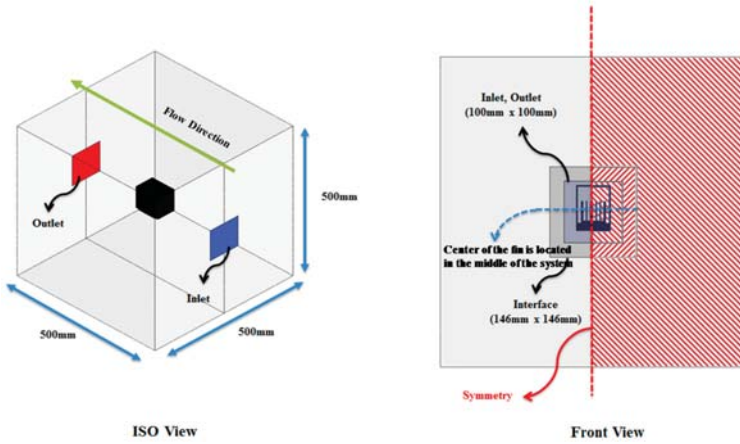 Flow Direction
Outlet
Inlet
500mm
500mm
500mm
ISO View
Inlet, Outlet
(100mm x 100mm)
Center of the fin is located
in the middle of the system
Interface
(146mm x 146mm)
Symmetry
Front View